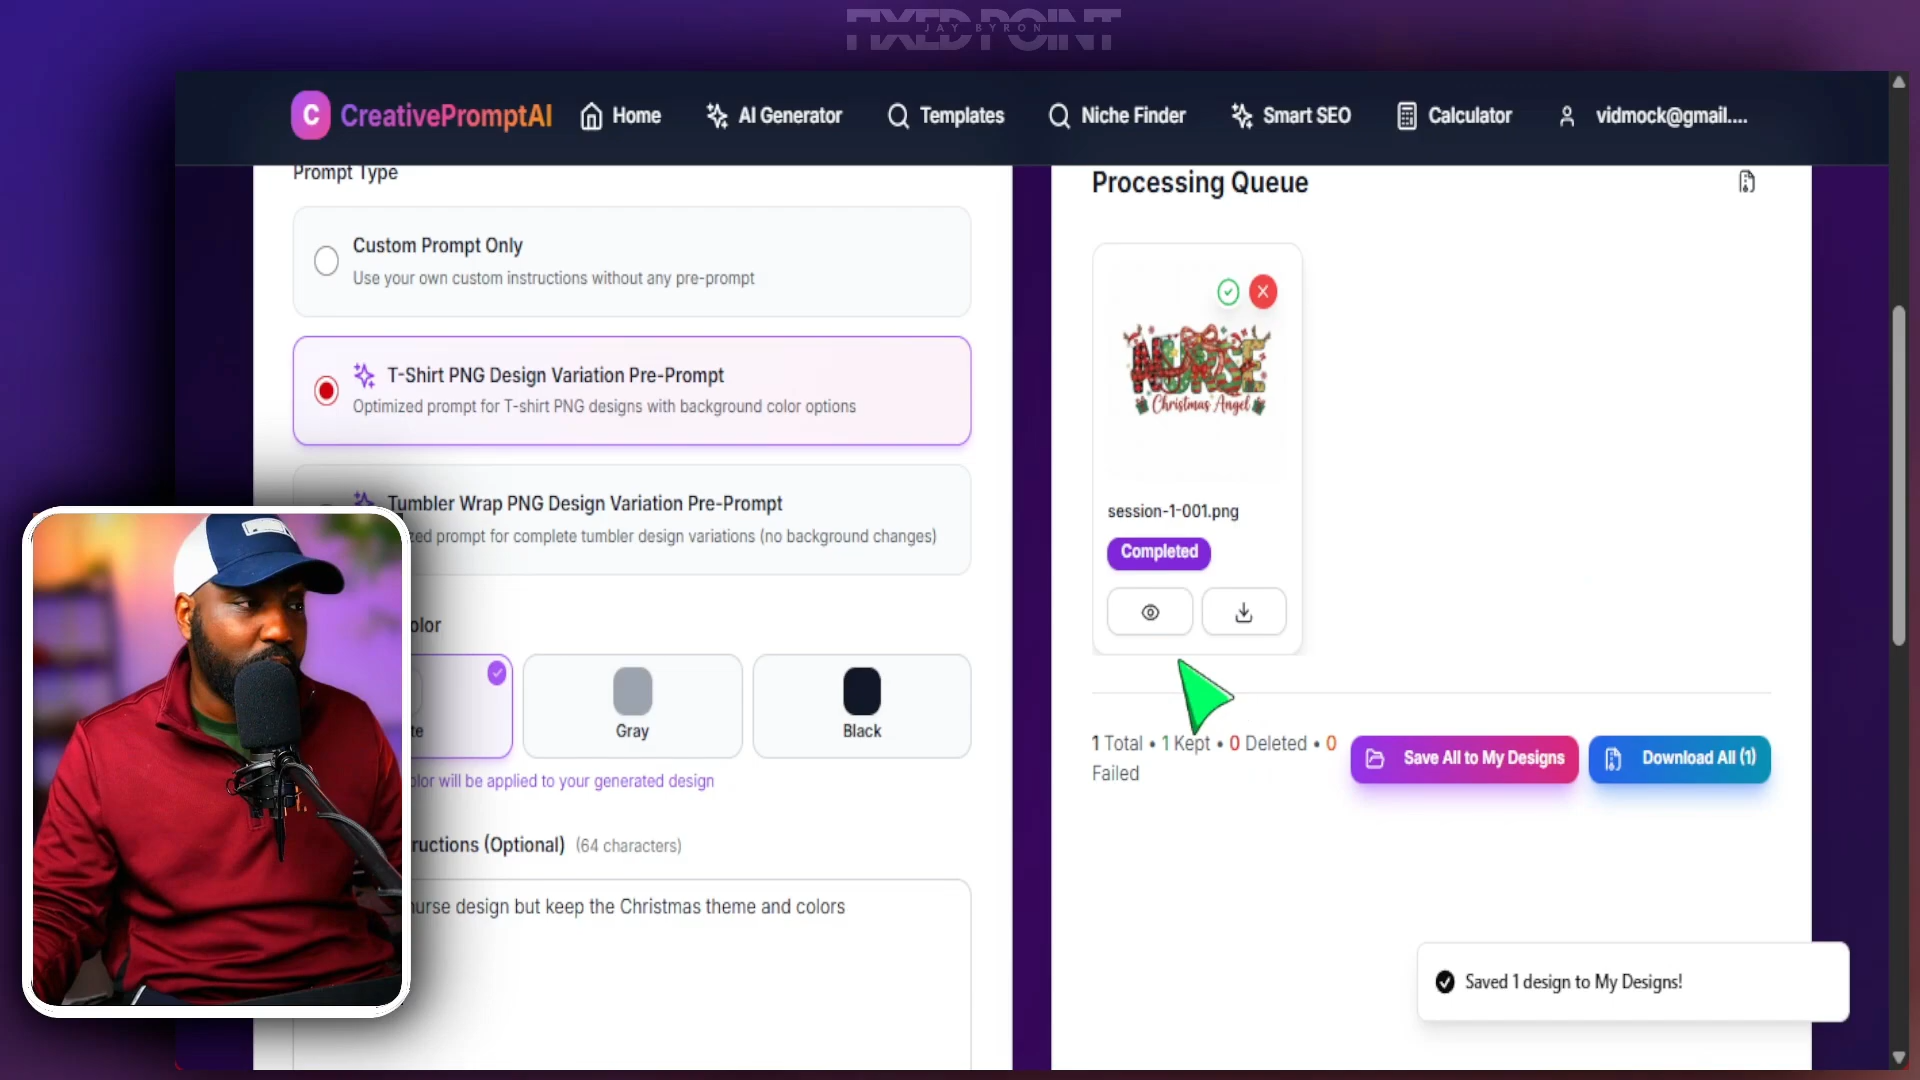 FIXED POINT
JAY BYRON
C CreativePromptAI
Home
AI Generator
Templates
Niche Finder
Smart SEO
Calculator
vidmock@gmail....
Prompt Type
Custom Prompt Only
Use your own custom instructions without any pre-prompt
T-Shirt PNG Design Variation Pre-Prompt
Optimized prompt for T-shirt PNG designs with background color options
Tumbler Wrap PNG Design Variation Pre-Prompt
zed prompt for complete tumbler design variations (no background changes)
olor
te
Gray
Black
olor will be applied to your generated design
ructions (Optional) (64 characters)
nurse design but keep the Christmas theme and colors
Processing Queue
NURSE
Christmas Angel
session-1-001.png
Completed
1 Total • 1 Kept • 0 Deleted • 0
Failed
Save All to My Designs
Download All (1)
Saved 1 design to My Designs!